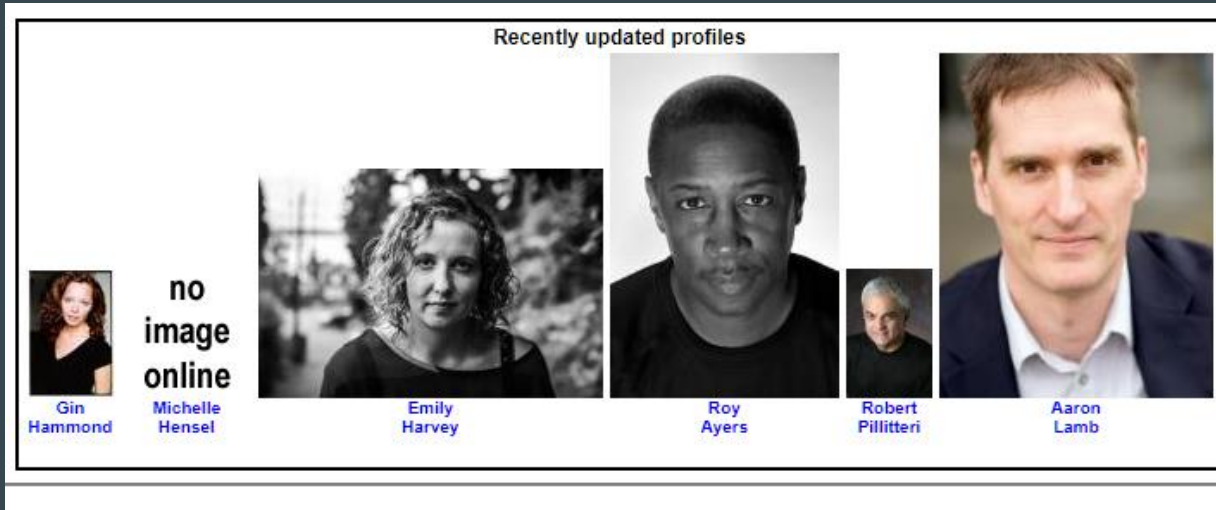 Recently updated profiles
no
image
online
Gin
Hammond
Michelle
Hensel
Emily
Harvey
Roy
Ayers
Robert
Pillitteri
Aaron
Lamb